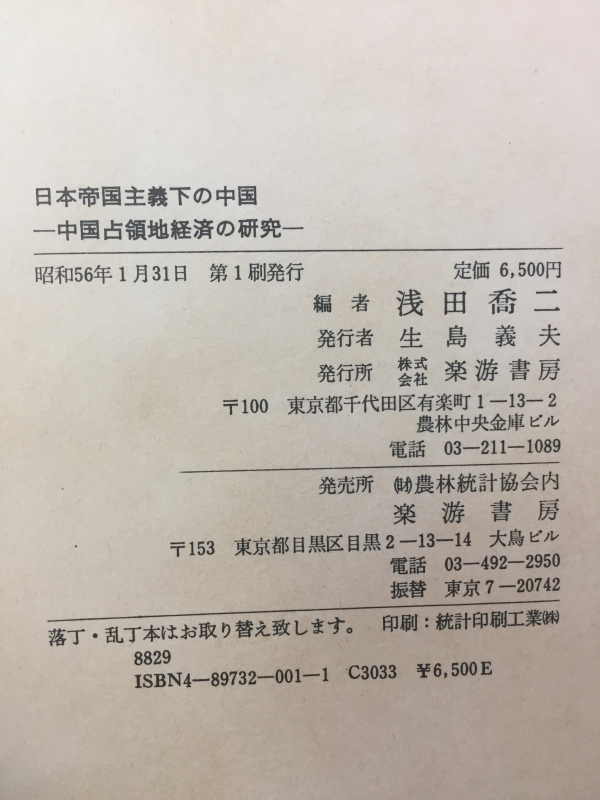 日本帝国主義下の中国
―中国占領地経済の研究―
昭和56年1月31日 第1刷発行 定価 6,500円
編者 浅田喬二
発行者 生島義夫
発行所 株式会社 楽游書房
〒100 東京都千代田区有楽町1―13―2
農林中央金庫ビル
電話 03―211―1089
発売所 ㈶農林統計協会内
楽游書房
〒153 東京都目黒区目黒2―13―14 大鳥ビル
電話 03―492―2950
振替 東京7―20742
落丁・乱丁本はお取り替え致します。 印刷：統計印刷工業㈱
8829
ISBN4―89732―001―1 C3033 ¥6,500E